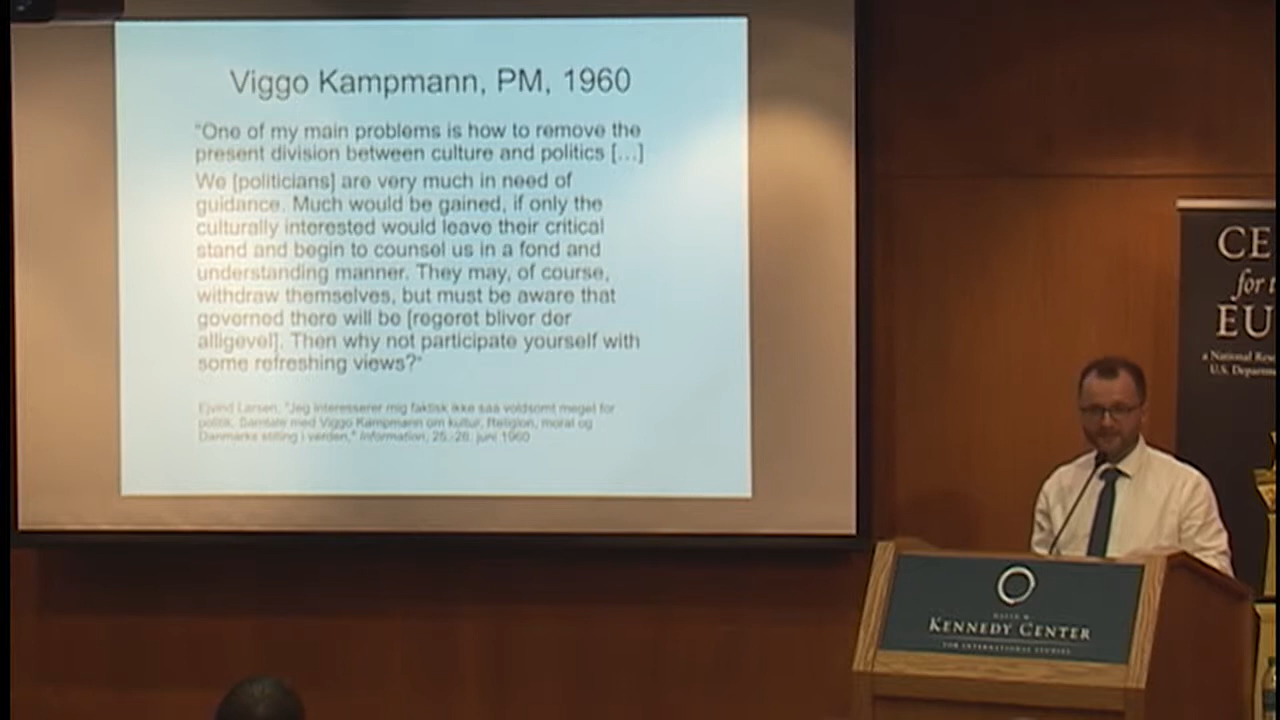 Viggo Kampmann, PM, 1960
"One of my main problems is how to remove the
present division between culture and politics [...]
We [politicians] are very much in need of
guidance. Much would be gained, if only the
culturally interested would leave their critical
stand and begin to counsel us in a fond and
understanding manner. They may, of course,
withdraw themselves, but must be aware that
governed there will be [regeret bliver der
alligevel]. Then why not participate yourself with
some refreshing views?"
Ejvind Larsen, "Jeg interesserer mig faktisk ikke saa voldsomt meget for
politik. Samtale med Viggo Kampmann om kultur, Religion, moral og
Danmarks stilling i verden," Information, 25.-26. juni 1960
CE
for t
EU
a National Res
U.S. Departm
DAVID M.
KENNEDY CENTER
FOR INTERNATIONAL STUDIES